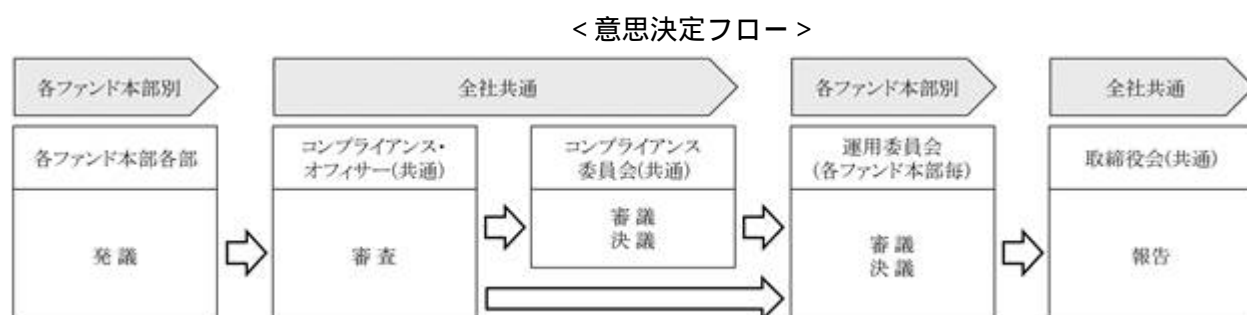 <意思決定フロー>
各ファンド本部別
全社共通
各ファンド本部別
全社共通
各ファンド本部各部
発議
コンプライアンス・
オフィサー(共通)
審査
コンプライアンス
委員会(共通)
審議
決議
運用委員会
(各ファンド本部毎)
審議
決議
取締役会(共通)
報告